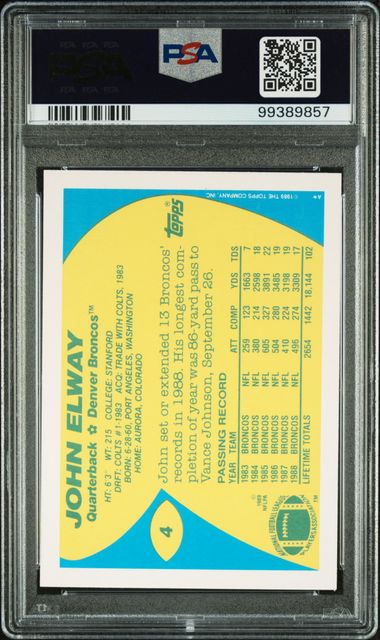 PSA
99389857
JOHN ELWAY
Quarterback ☆ Denver Broncos™
HT: 6'3" WT: 215 COLLEGE: STANFORD
DRFT: COLTS #1-1983 ACQ: TRADE WITH COLTS, 1983
BORN: 6-28-60, PORT ANGELES, WASHINGTON
HOME: AURORA, COLORADO
Topps®
4
John set or extended 13 Broncos'
records in 1988. His longest com-
pletion of year was 86-yard pass to
Vance Johnson, September 26.
PASSING RECORD
YEAR TEAM ATT COMP YDS TDS
1983 BRONCOS NFL 259 123 1663 7
1984 BRONCOS NFL 380 214 2598 18
1985 BRONCOS NFL 605 327 3891 22
1986 BRONCOS NFL 504 280 3485 19
1987 BRONCOS NFL 410 224 3198 19
1988 BRONCOS NFL 496 274 3309 17
LIFETIME TOTALS 2654 1442 18,144 102
NATIONAL FOOTBALL LEAGUE
PLAYERS ASSOCIATION™
© 1989 THE TOPPS COMPANY, INC.
A*